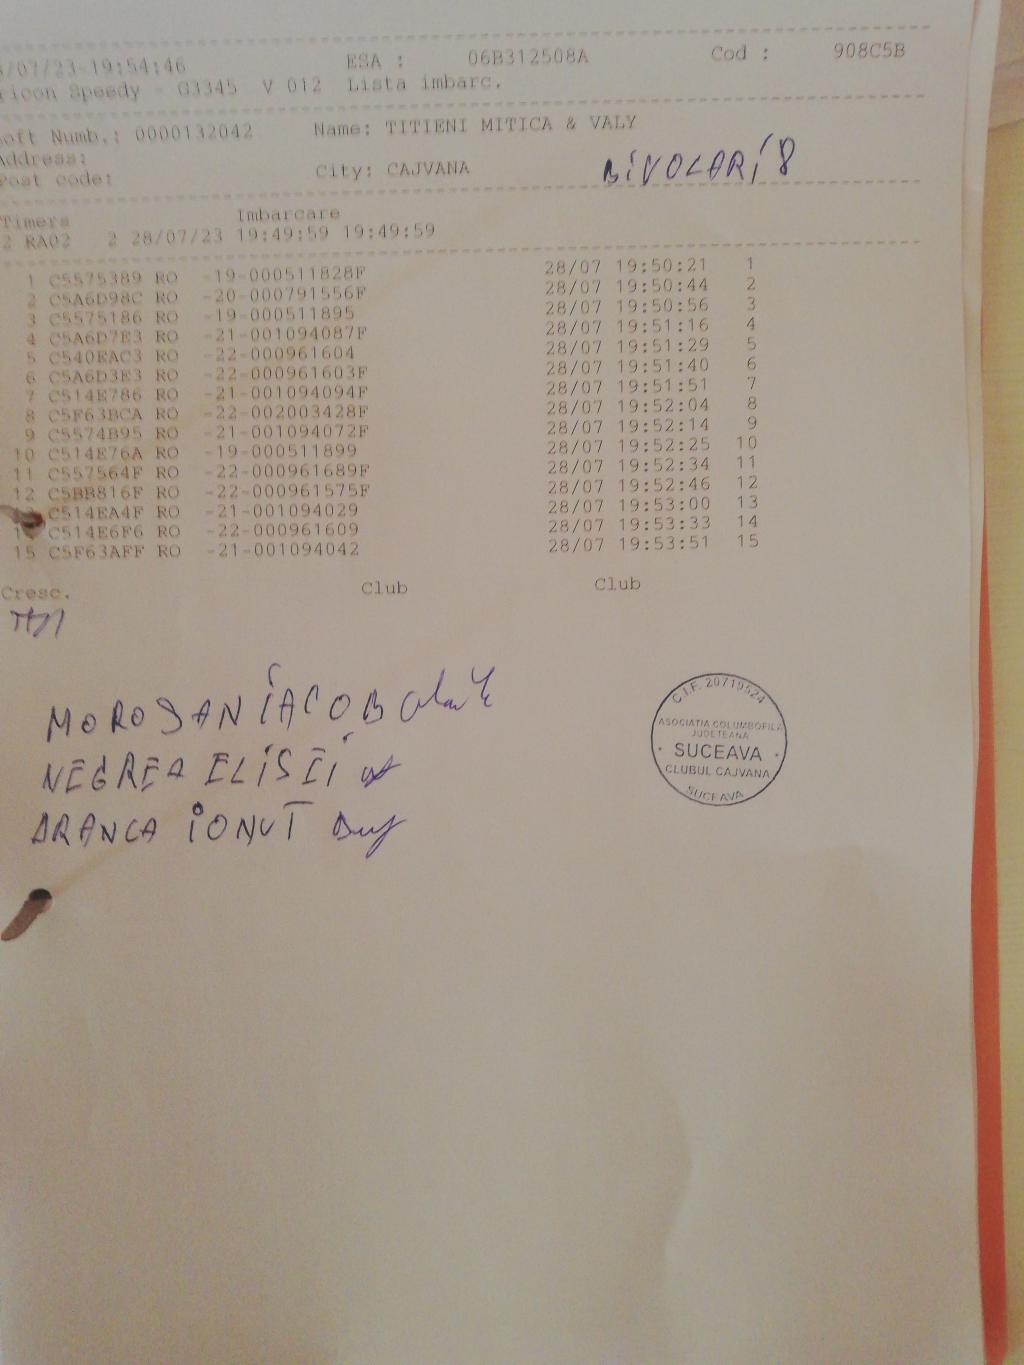 /07/23-19:54:46 ESA : 06B312508A Cod : 908C5B
ricon Speedy - G3345 V 012 Lista imbarc.
oft Numb.: 0000132042 Name: TITIENI MITICA & VALY
Address:
Post code: City: CAJVANA BIVOLARI 8
Timers Imbarcare
2 RA02 2 28/07/23 19:49:59 19:49:59
1 C5575389 RO -19-000511828F 28/07 19:50:21 1
2 C5A6D98C RO -20-000791556F 28/07 19:50:44 2
3 C5575186 RO -19-000511895 28/07 19:50:56 3
4 C5A6D7E3 RO -21-001094087F 28/07 19:51:16 4
5 C540EAC3 RO -22-000961604 28/07 19:51:29 5
6 C5A6D3E3 RO -22-000961603F 28/07 19:51:40 6
7 C514E786 RO -21-001094094F 28/07 19:51:51 7
8 C5F63BCA RO -22-002003428F 28/07 19:52:04 8
9 C5574B95 RO -21-001094072F 28/07 19:52:14 9
10 C514E76A RO -19-000511899 28/07 19:52:25 10
11 C557564F RO -22-000961689F 28/07 19:52:34 11
12 C5BB816F RO -22-000961575F 28/07 19:52:46 12
C514EA4F RO -21-001094029 28/07 19:53:00 13
C514E6F6 RO -22-000961609 28/07 19:53:33 14
15 C5F63AFF RO -21-001094042 28/07 19:53:51 15
Cresc. Club Club
MOROSAN IACOB
NEGREA ELISEI
ARANCA IONUT
C.I.F. 20719524
ASOCIATIA COLUMBOFILA
JUDETEANA
SUCEAVA
CLUBUL CAJVANA
SUCEAVA